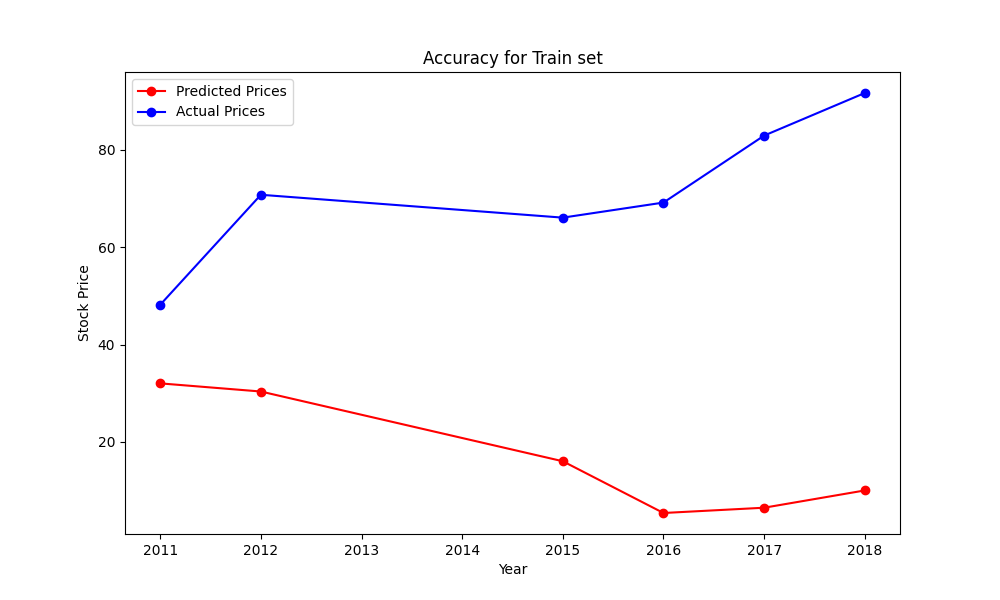 Accuracy for Train set
Predicted Prices
Actual Prices
80
60
40
20
Stock Price
2011 2012 2013 2014 2015 2016 2017 2018
Year